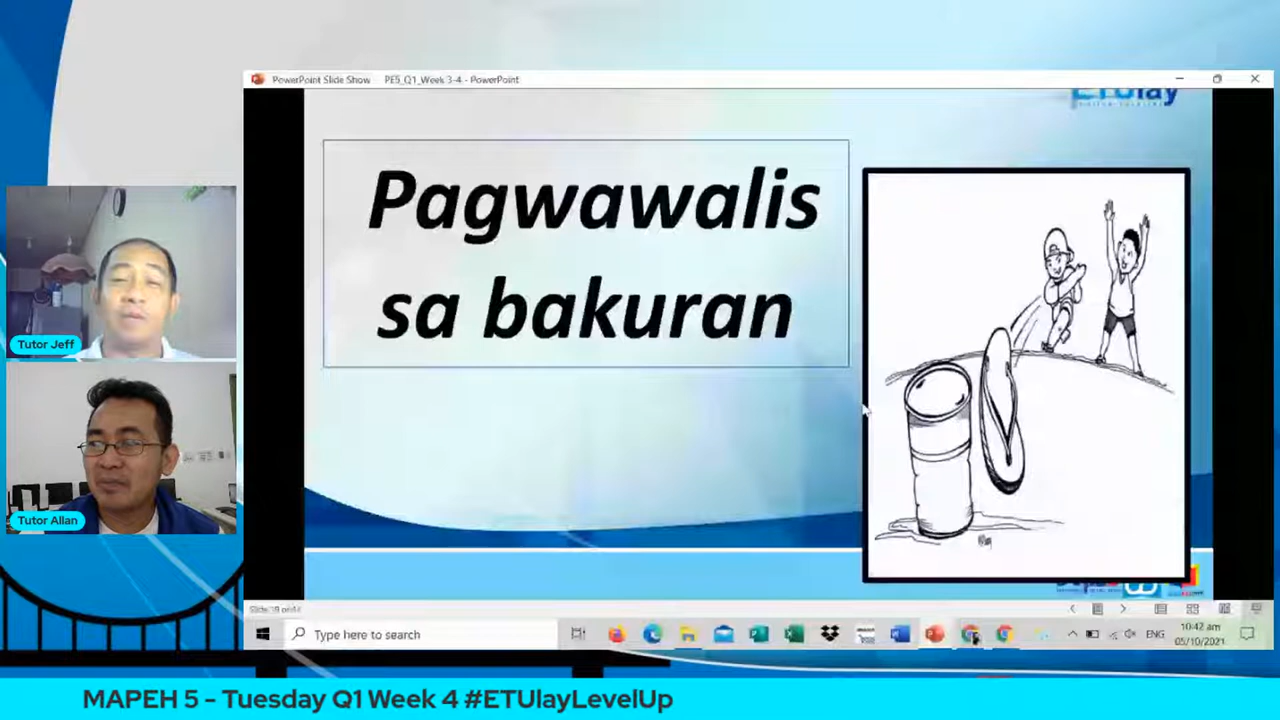 PowerPoint Slide Show PE5_Q1_Week 3-4 - PowerPoint
ETUlay
Pagwawalis
sa bakuran
Tutor Jeff
Tutor Allan
Type here to search
ENG
10:42 am
05/10/2021
MAPEH 5 - Tuesday Q1 Week 4 #ETUlayLevelUp